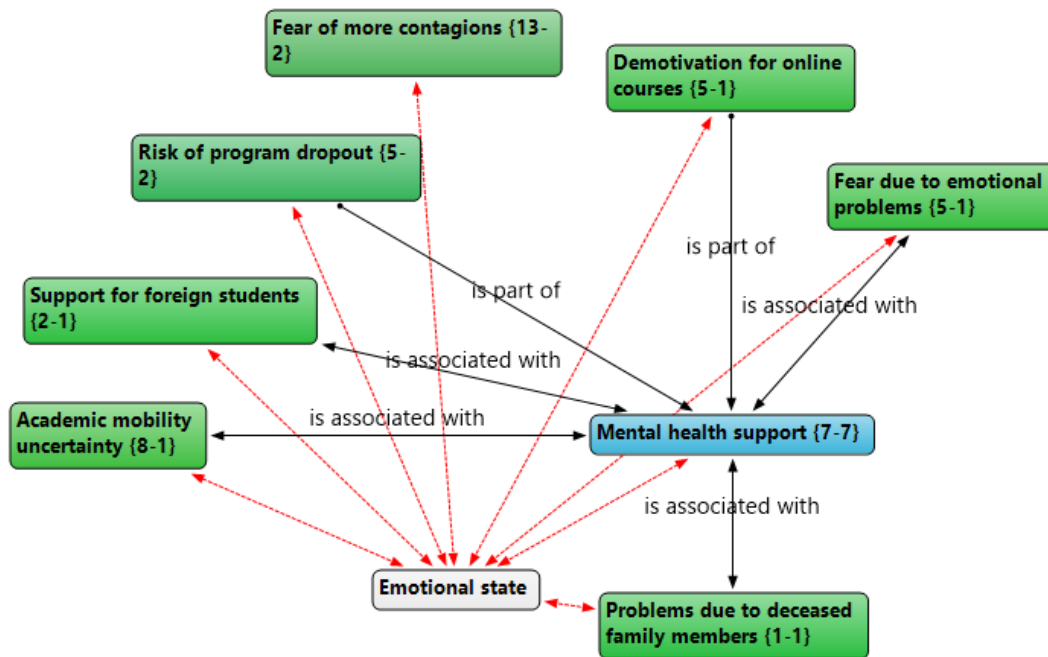 Fear of more contagions {13-
2}
Demotivation for online
courses {5-1}
Risk of program dropout {5-
2}
Fear due to emotional
problems {5-1}
is part of
is part of
Support for foreign students
{2-1}
is associated with
is associated with
Academic mobility
uncertainty {8-1}
is associated with
Mental health support {7-7}
is associated with
Emotional state
Problems due to deceased
family members {1-1}